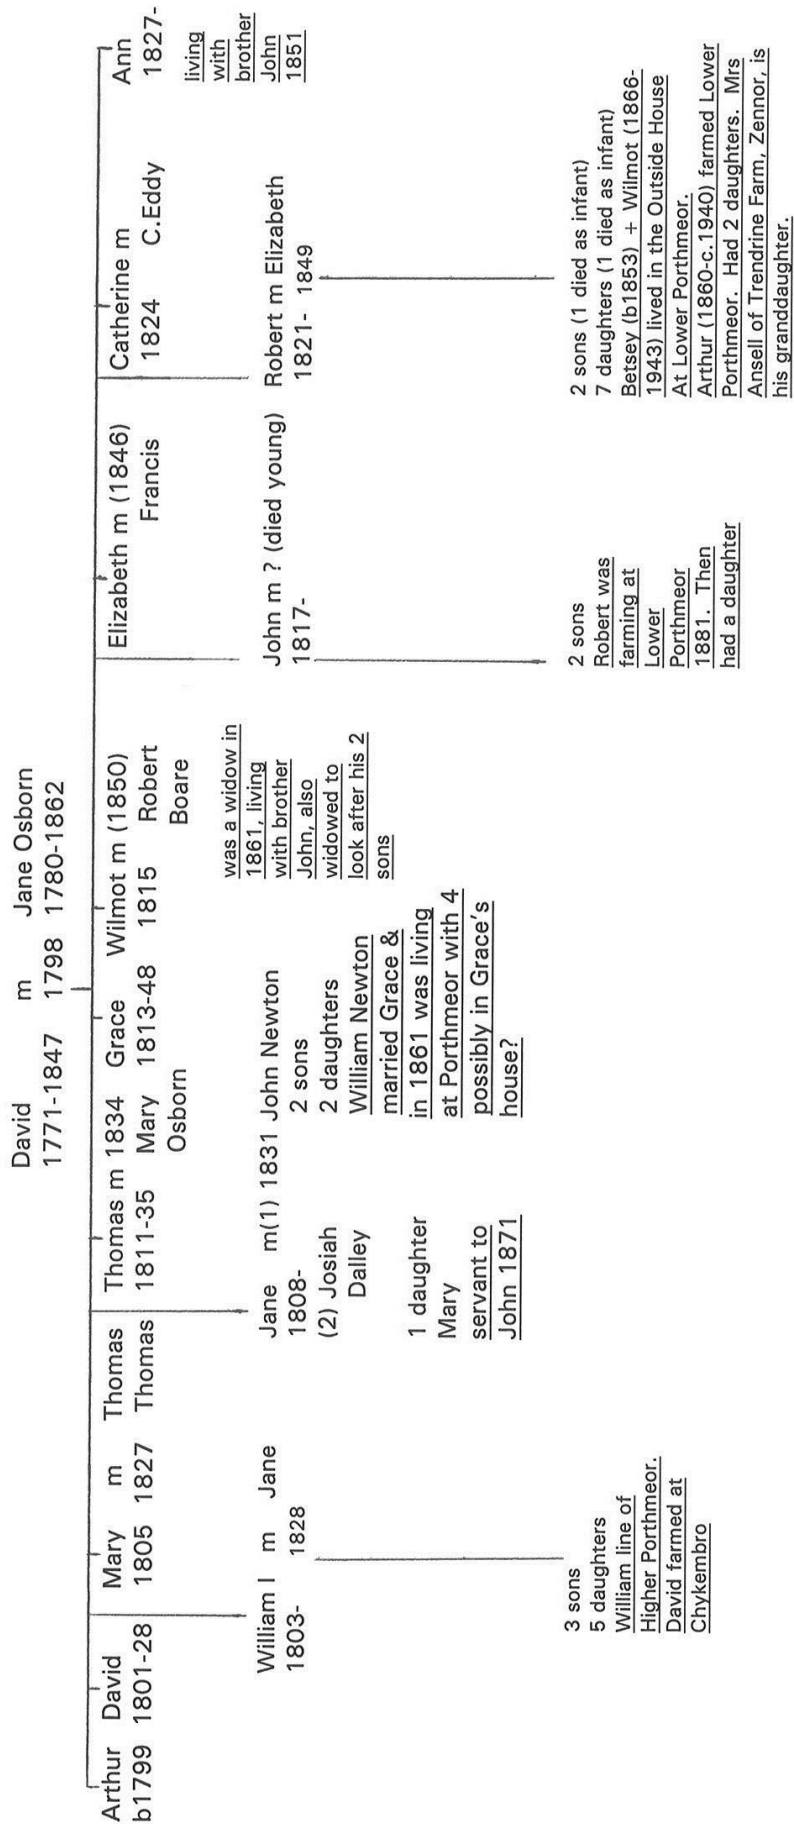 David m Jane Osborn
1771-1847 1798 1780-1862
Arthur
b1799
David
1801-28
Mary m Thomas
1805 1827 Thomas
Thomas m 1834
1811-35 Mary
Osborn
Grace
1813-48
Wilmot m (1850)
1815 Robert
Boare
Elizabeth m (1846)
Francis
Catherine m
1824 C.Eddy
Ann
1827-
living
with
brother
John
1851
was a widow in
1861, living
with brother
John, also
widowed to
look after his 2
sons
William I m Jane
1803- 1828
Jane m(1) 1831 John Newton
1808-
(2) Josiah
Dalley
1 daughter
Mary
servant to
John 1871
2 sons
2 daughters
William Newton
married Grace &
in 1861 was living
at Porthmeor with 4
possibly in Grace's
house?
John m ? (died young)
1817-
Robert m Elizabeth
1821- 1849
3 sons
5 daughters
William line of
Higher Porthmeor.
David farmed at
Chykembro
2 sons
Robert was
farming at
Lower
Porthmeor
1881. Then
had a daughter
2 sons (1 died as infant)
7 daughters (1 died as infant)
Betsey (b1853) + Wilmot (1866-
1943) lived in the Outside House
At Lower Porthmeor.
Arthur (1860-c.1940) farmed Lower
Porthmeor. Had 2 daughters. Mrs
Ansell of Trendrine Farm, Zennor, is
his granddaughter.